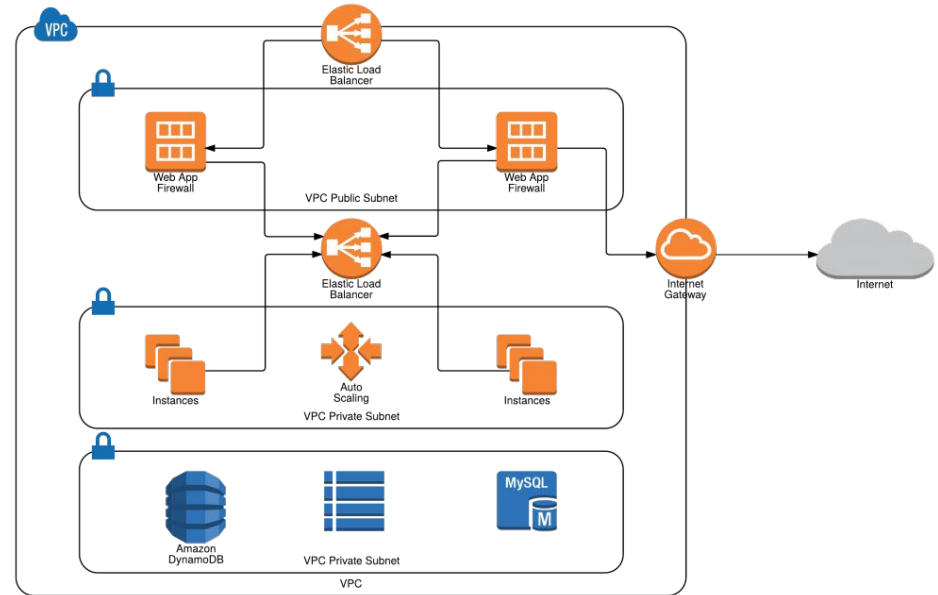 VPC
Elastic Load
Balancer
Web App
Firewall
Web App
Firewall
VPC Public Subnet
Elastic Load
Balancer
Internet
Gateway
Internet
Instances
Auto
Scaling
Instances
VPC Private Subnet
MySQL
M
Amazon
DynamoDB
VPC Private Subnet
VPC